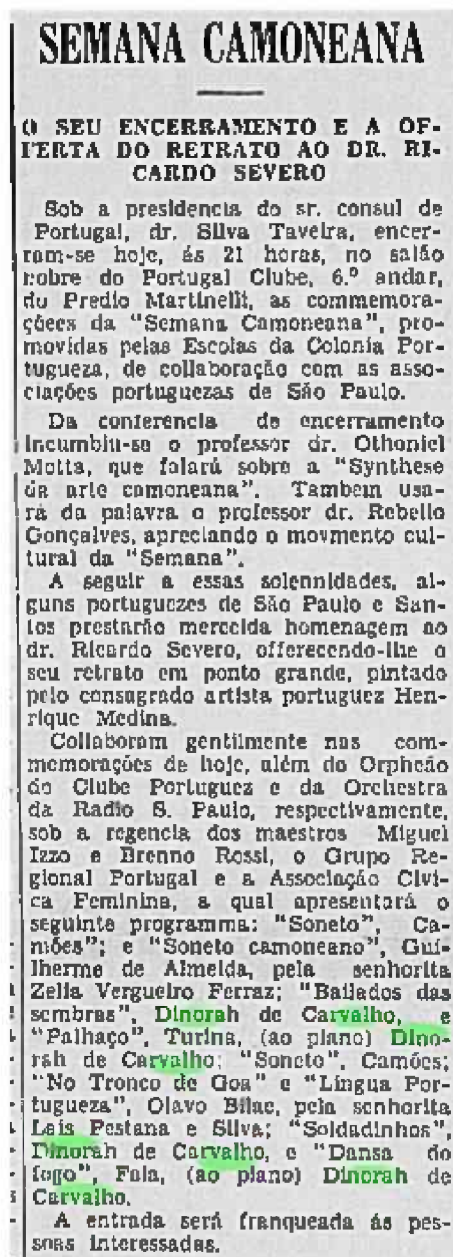 SEMANA CAMONEANA
O SEU ENCERRAMENTO E A OF-
FERTA DO RETRATO AO DR. RI-
CARDO SEVERO
Sob a presidencia do sr. consul de
Portugal, dr. Silva Taveira, encer-
ram-se hoje, ás 21 horas, no salão
nobre do Portugal Clube, 6.º andar,
do Predio Martinelli, as commemora-
çõees da "Semana Camoneana", pro-
movidas pelas Escolas da Colonia Por-
tugueza, de collaboração com as asso-
ciações portuguezas de São Paulo.
Da conferencia de encerramento
incumbiu-se o professor dr. Othoniel
Motta, que falará sobre a "Synthese
da arte camoneana". Tambem usa-
rá da palavra o professor dr. Rebello
Gonçalves, apreciando o movmento cul-
tural da "Semana".
A seguir a essas solennidades, al-
guns portuguezes de São Paulo e San-
tos prestarão merecida homenagem ao
dr. Ricardo Severo, offerecendo-lhe o
seu retrato em ponto grande, pintado
pelo consagrado artista portuguez Hen-
rique Medina.
Collaboram gentilmente nas com-
memorações de hoje, além do Orpheão
do Clube Portuguez e da Orchestra
da Radio S. Paulo, respectivamente,
sob a regencia dos maestros Miguel
Izzo e Brenno Rossi, o Grupo Re-
gional Portugal e a Associação Civi-
ca Feminina, a qual apresentará o
seguinte programma: "Soneto", Ca-
mões"; e "Soneto camoneano", Gui-
lherme de Almeida, pela senhorita
Zelia Vergueiro Ferraz; "Bailados das
sombras", Dinorah de Carvalho, e
"Palhaço", Turina, (ao plano) Dino-
rah de Carvalho; "Soneto", Camões;
"No Tronco de Goa" e "Lingua Por-
tugueza", Olavo Bilac, pela senhorita
Lais Pestana e Silva; "Soldadinhos",
Dinorah de Carvalho, e "Dansa do
fogo", Fala, (ao plano) Dinorah de
Carvalho.
A entrada será franqueada ás pes-
soas interessadas.